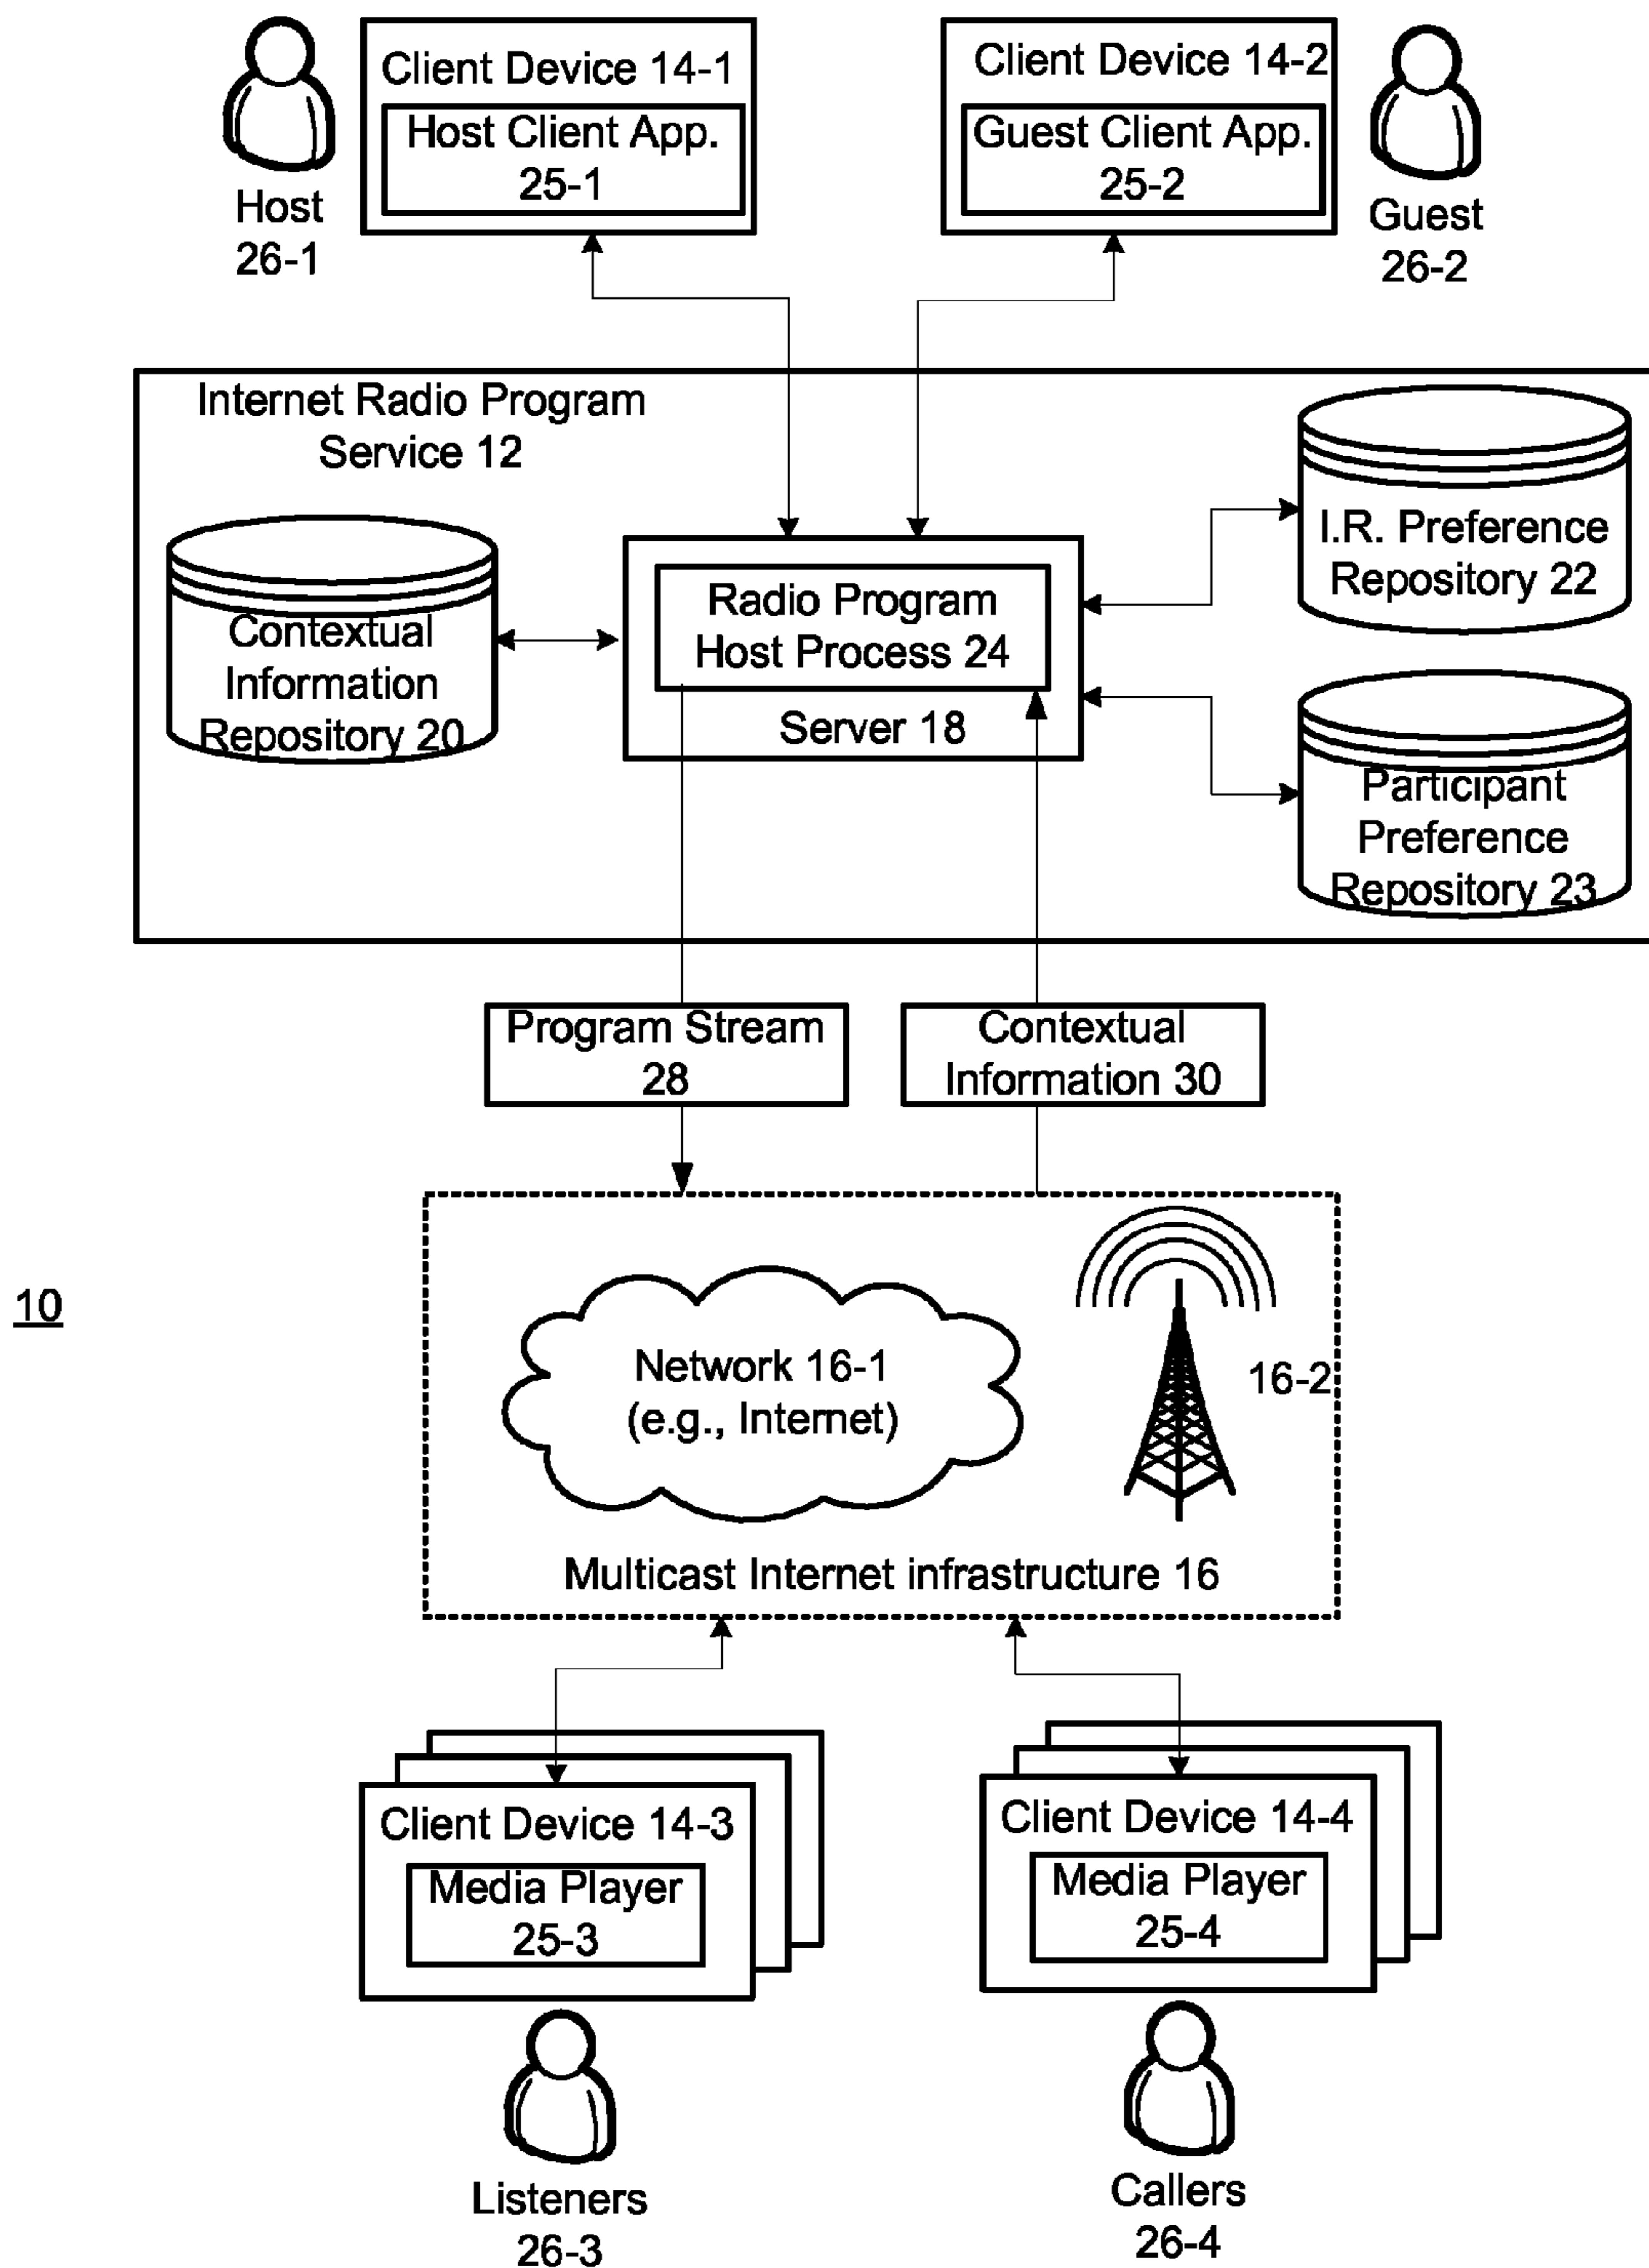 Host
26-1
Client Device 14-1
Host Client App.
25-1
Client Device 14-2
Guest Client App.
25-2
Guest
26-2
Internet Radio Program
Service 12
Contextual
Information
Repository 20
Radio Program
Host Process 24
Server 18
I.R. Preference
Repository 22
Participant
Preference
Repository 23
Program Stream
28
Contextual
Information 30
10
Network 16-1
(e.g., Internet)
16-2
Multicast Internet infrastructure 16
Client Device 14-3
Media Player
25-3
Client Device 14-4
Media Player
25-4
Listeners
26-3
Callers
26-4